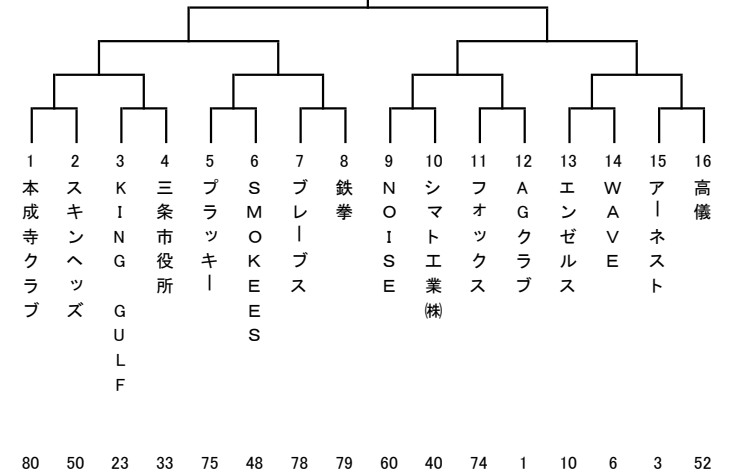 1 2 3 4 5 6 7 8 9 10 11 12 13 14 15 16
本成寺クラブ
スキンヘッズ
KING GULF
三条市役所
プラッキー
SMOKEES
ブレーブス
鉄拳
NOISE
シマト工業㈱
フォックス
AGクラブ
エンゼルス
WAVE
アーネスト
高儀
80 50 23 33 75 48 78 79 60 40 74 1 10 6 3 52